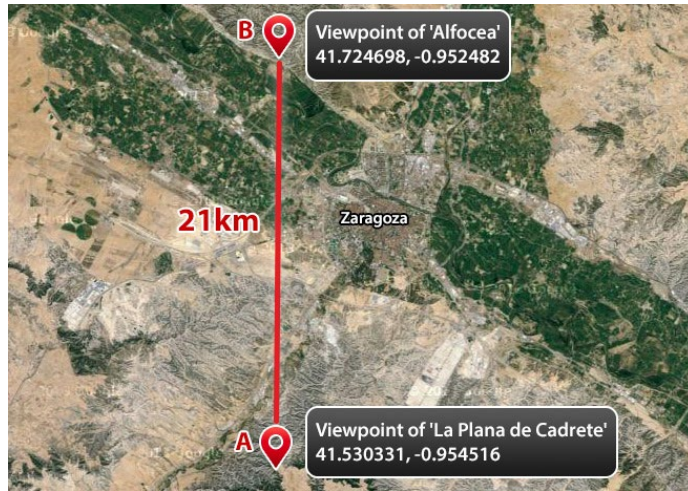 B
Viewpoint of 'Alfocea'
41.724698, -0.952482
21km
Zaragoza
A
Viewpoint of 'La Plana de Cadrete'
41.530331, -0.954516